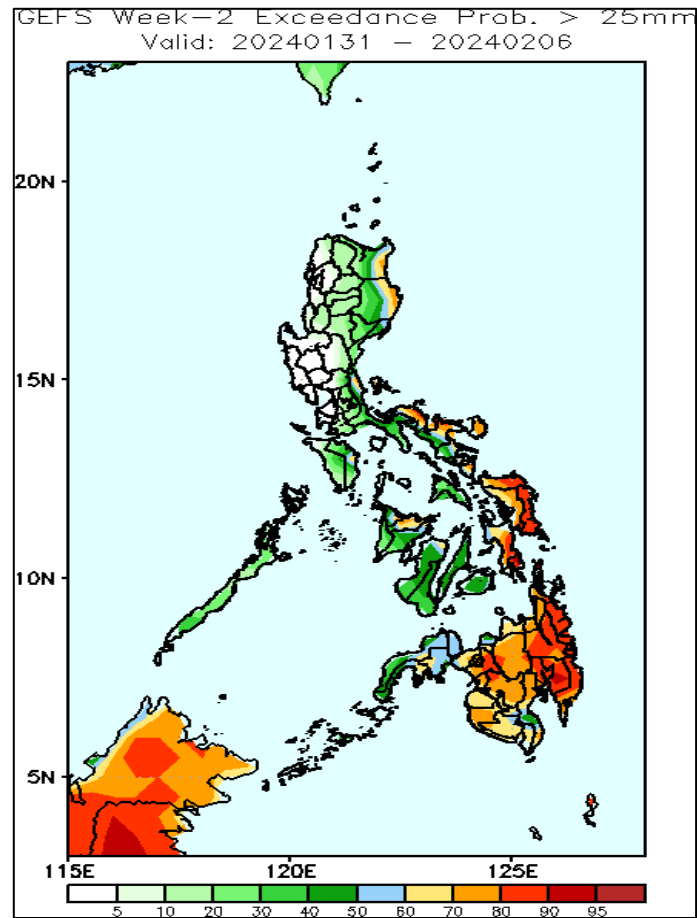 GEFS Week-2 Exceedance Prob. > 25mm
Valid: 20240131 - 20240206
20N
15N
10N
5N
115E 120E 125E
5 10 20 30 40 50 60 70 80 90 95